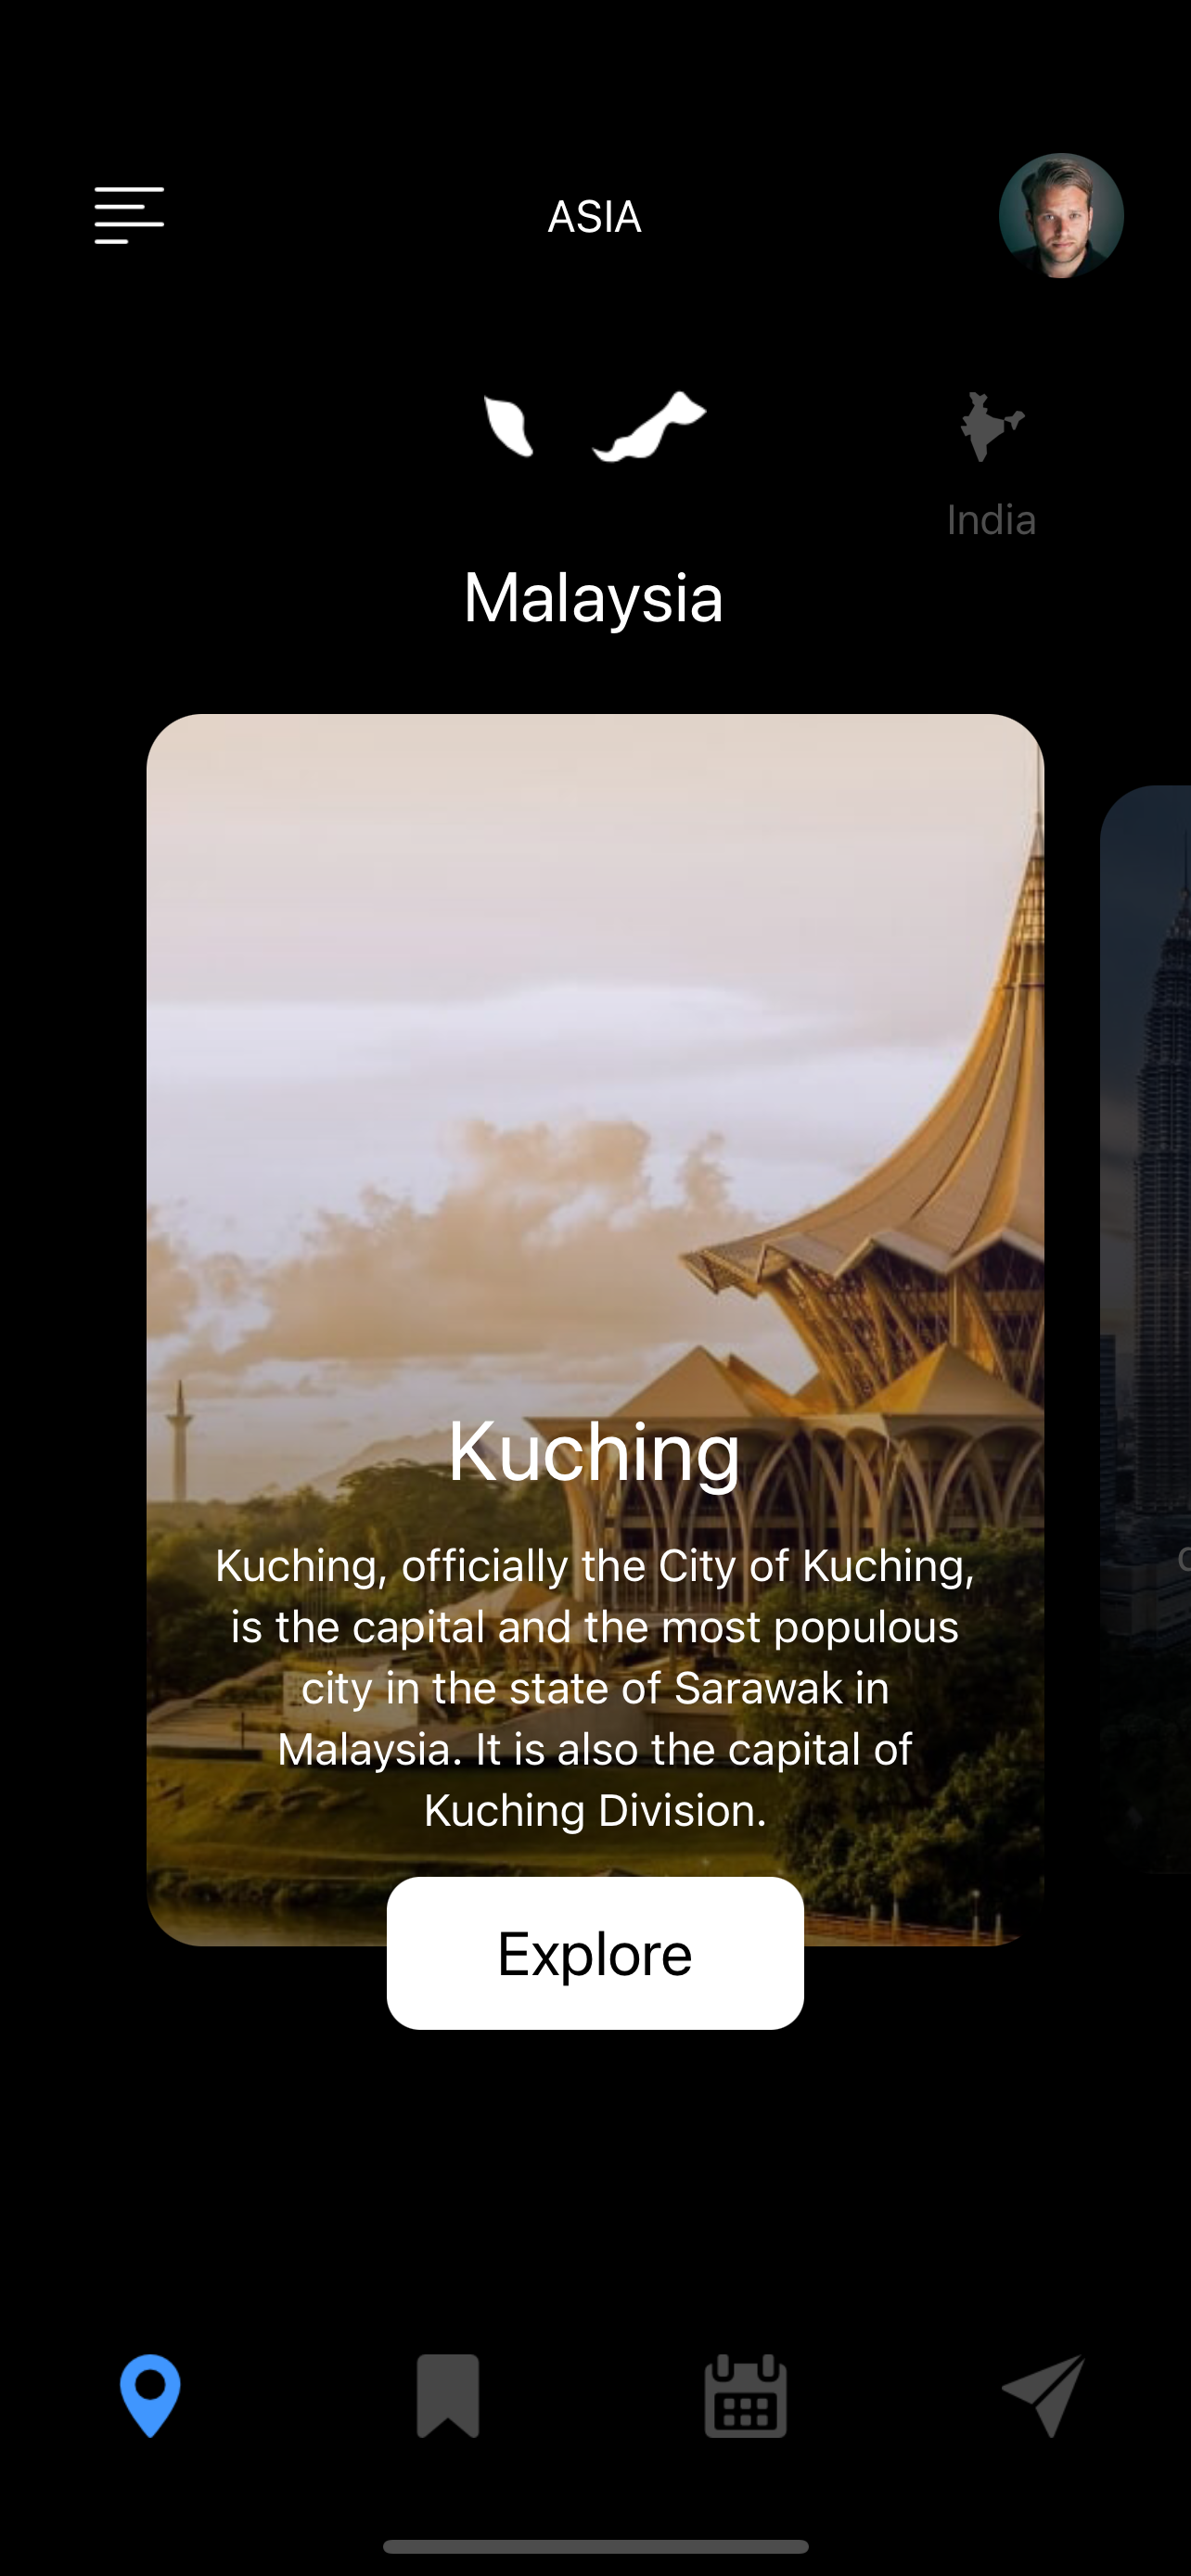 ASIA
India
Malaysia
Kuching
Kuching, officially the City of Kuching,
is the capital and the most populous
city in the state of Sarawak in
Malaysia. It is also the capital of
Kuching Division.
Explore